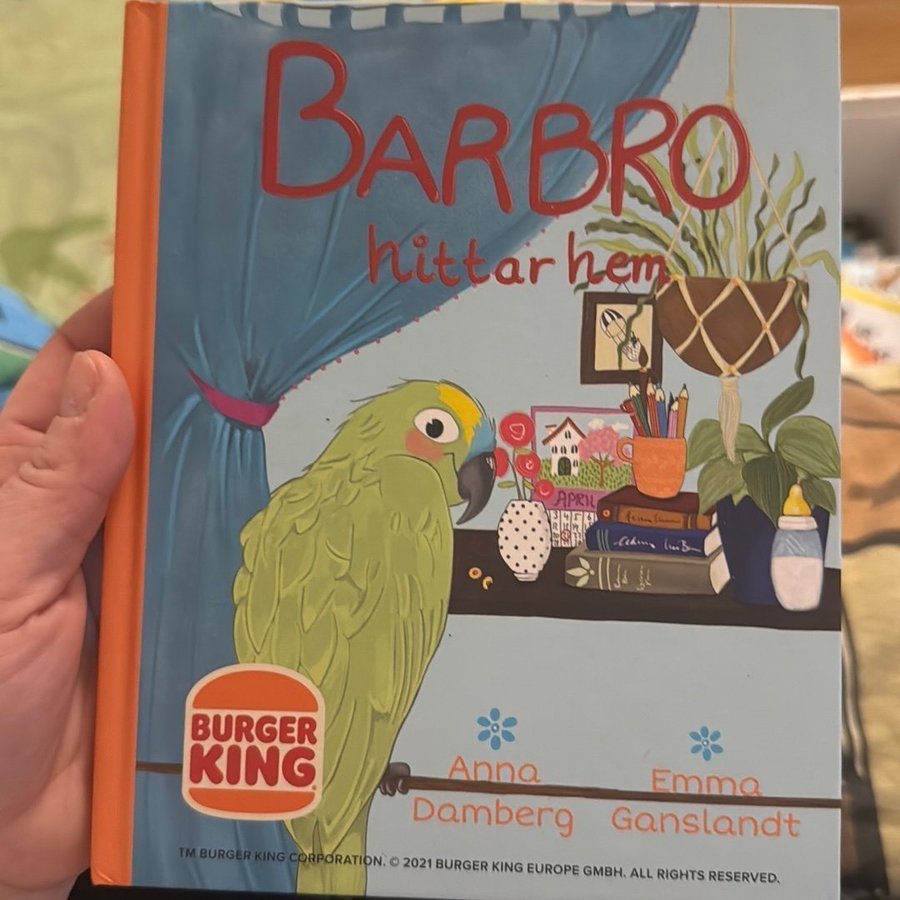 BARBRO
hittar hem
APRIL
BURGER
KING
Anna
Damberg
Emma
Ganslandt
TM BURGER KING CORPORATION. © 2021 BURGER KING EUROPE GMBH. ALL RIGHTS RESERVED.